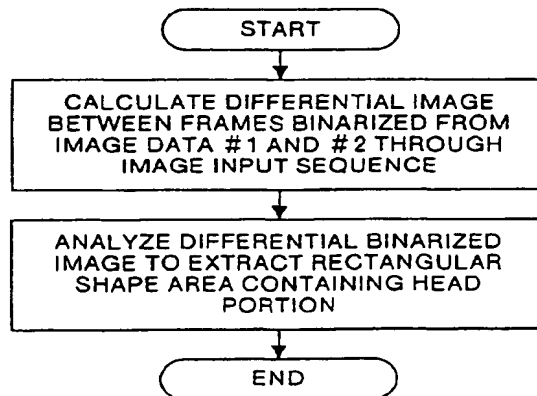 START
CALCULATE DIFFERENTIAL IMAGE
BETWEEN FRAMES BINARIZED FROM
IMAGE DATA #1 AND #2 THROUGH
IMAGE INPUT SEQUENCE
ANALYZE DIFFERENTIAL BINARIZED
IMAGE TO EXTRACT RECTANGULAR
SHAPE AREA CONTAINING HEAD
PORTION
END